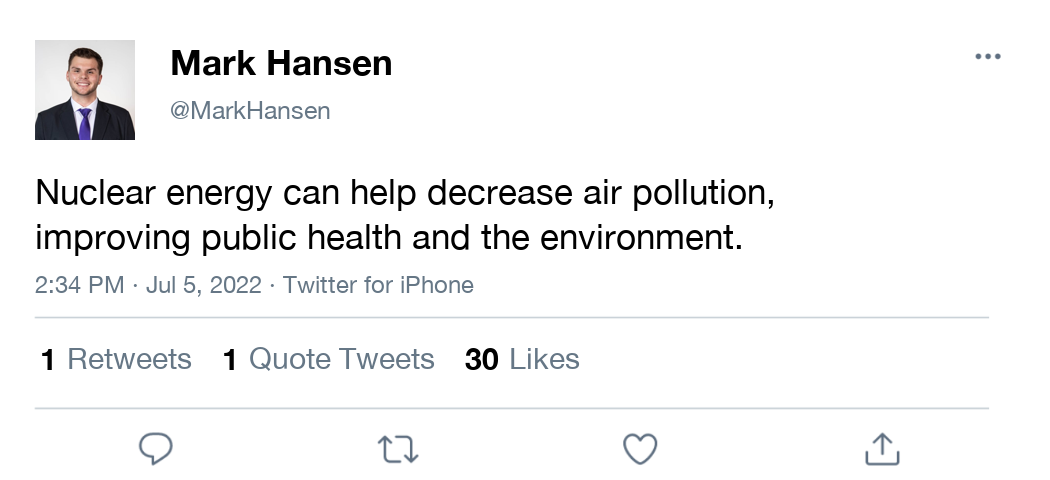 Mark Hansen
@MarkHansen
Nuclear energy can help decrease air pollution,
improving public health and the environment.
2:34 PM · Jul 5, 2022 · Twitter for iPhone
1 Retweets 1 Quote Tweets 30 Likes